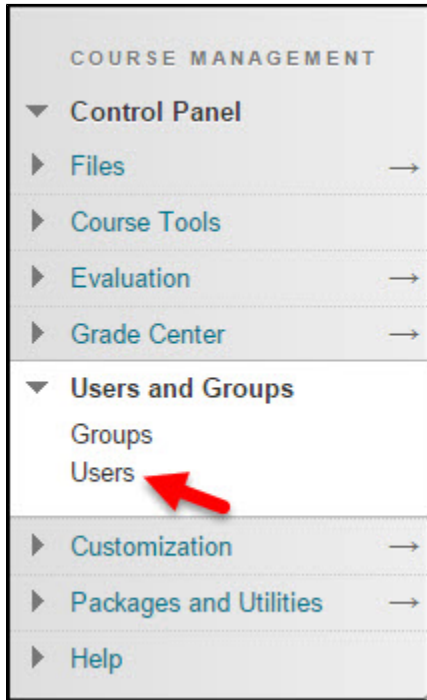 COURSE MANAGEMENT
Control Panel
Files
Course Tools
Evaluation
Grade Center
Users and Groups
Groups
Users
Customization
Packages and Utilities
Help